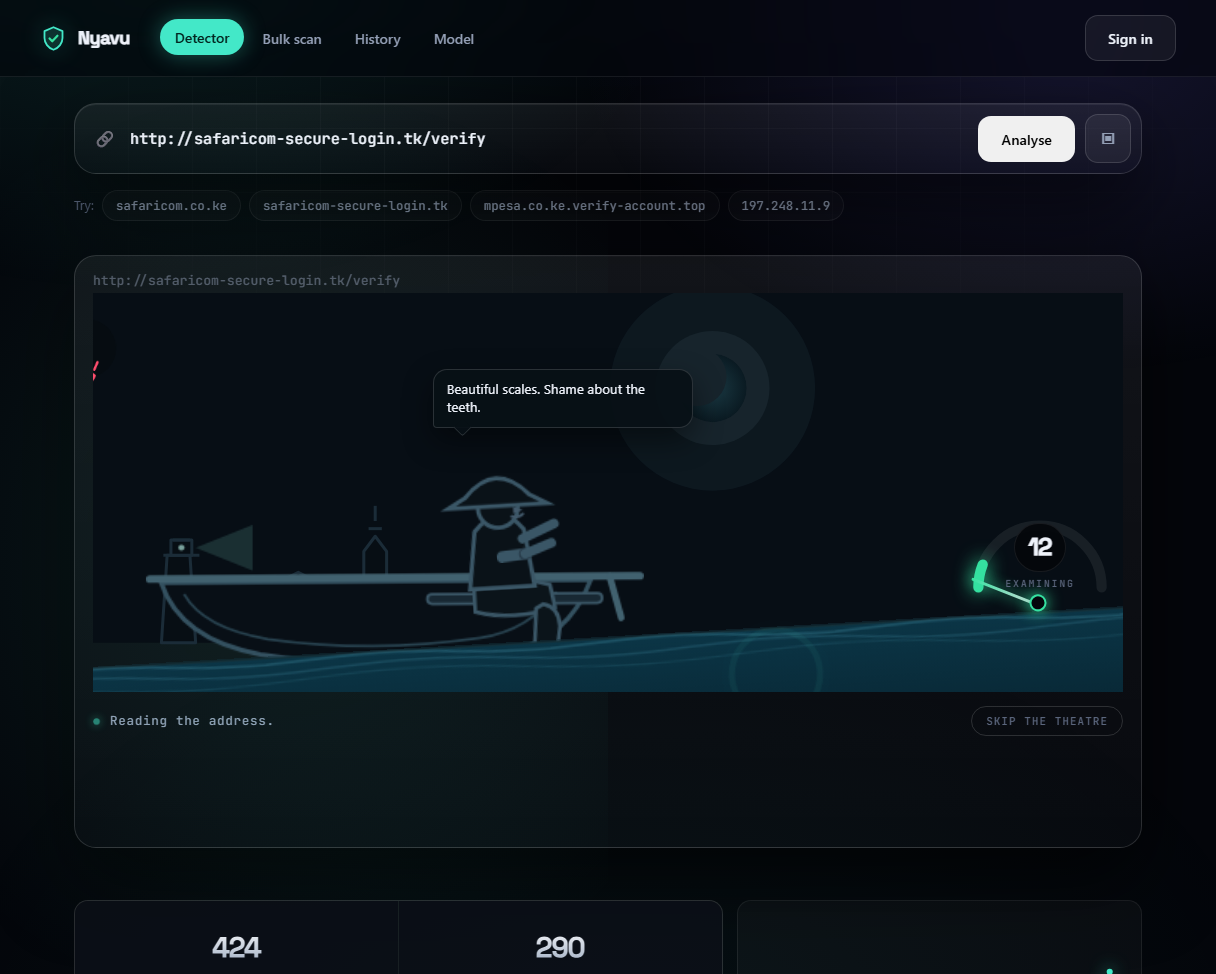 Nyavu
Detector
Bulk scan
History
Model
Sign in
http://safaricom-secure-login.tk/verify
Analyse
Try:
safaricom.co.ke
safaricom-secure-login.tk
mpesa.co.ke.verify-account.top
197.248.11.9
http://safaricom-secure-login.tk/verify
Beautiful scales. Shame about the
teeth.
12
EXAMINING
Reading the address.
SKIP THE THEATRE
424
290